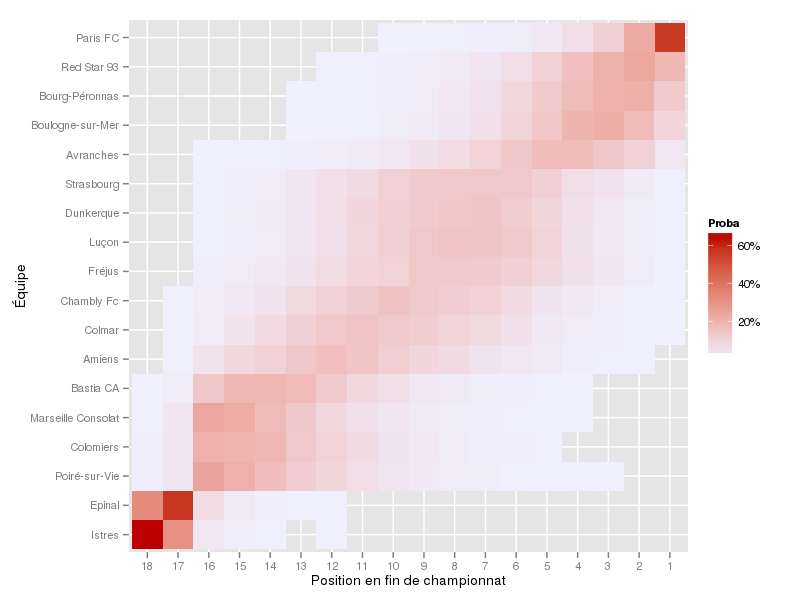 Paris FC
Red Star 93
Bourg-Péronnas
Boulogne-sur-Mer
Avranches
Strasbourg
Dunkerque
Luçon
Fréjus
Chambly Fc
Colmar
Amiens
Bastia CA
Marseille Consolat
Colomiers
Poiré-sur-Vie
Epinal
Istres
Équipe
18 17 16 15 14 13 12 11 10 9 8 7 6 5 4 3 2 1
Position en fin de championnat
Proba
60%
40%
20%